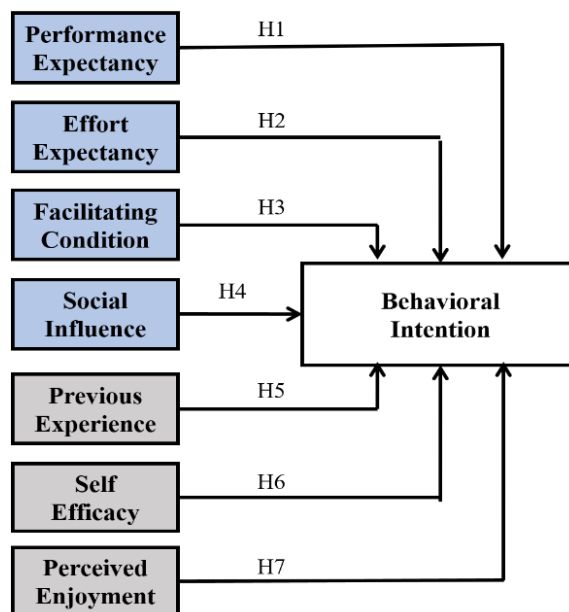 Performance
Expectancy
H1
Effort
Expectancy
H2
Facilitating
Condition
H3
Social
Influence
H4
Behavioral
Intention
Previous
Experience
H5
Self
Efficacy
H6
Perceived
Enjoyment
H7